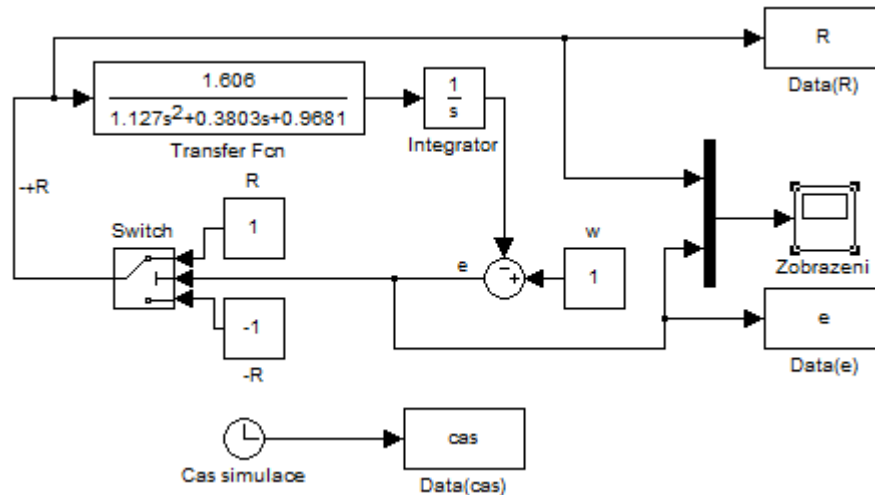 R
Data(R)
1.606
1.127s²+0.3803s+0.9681
Transfer Fcn
1
s
Integrator
-+R
R
1
Switch
e
−
+
w
1
Zobrazeni
-1
-R
e
Data(e)
Cas simulace
cas
Data(cas)